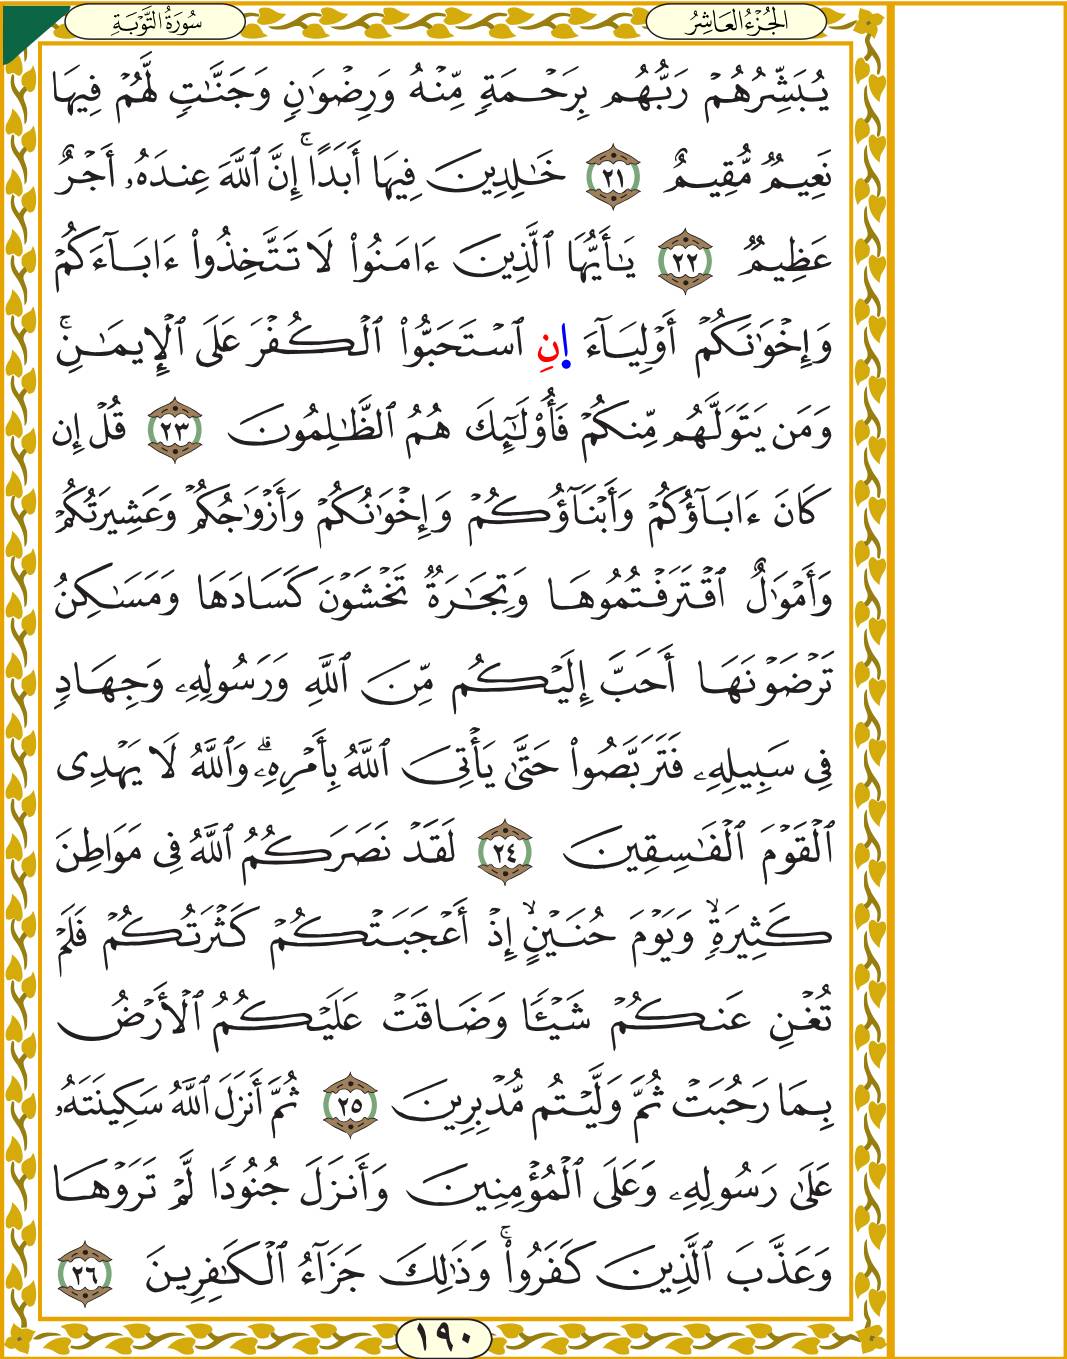 الجُزْءُ العَاشِرُ
سُورَةُ التَّوْبَةِ
يُبَشِّرُهُمْ رَبُّهُم بِرَحْمَةٍ مِّنْهُ وَرِضْوَٰنٍ وَجَنَّٰتٍ لَّهُمْ فِيهَا
نَعِيمٌ مُّقِيمٌ ٢١ خَٰلِدِينَ فِيهَا أَبَدًا ۚ إِنَّ ٱللَّهَ عِندَهُۥ أَجْرٌ
عَظِيمٌ ٢٢ يَٰأَيُّهَا ٱلَّذِينَ ءَامَنُوا۟ لَا تَتَّخِذُوٓا۟ ءَابَآءَكُمْ
وَإِخْوَٰنَكُمْ أَوْلِيَآءَ إِنِ ٱسْتَحَبُّوا۟ ٱلْكُفْرَ عَلَى ٱلْإِيمَٰنِ ۚ
وَمَن يَتَوَلَّهُم مِّنكُمْ فَأُو۟لَٰٓئِكَ هُمُ ٱلظَّٰلِمُونَ ٢٣ قُلْ إِن
كَانَ ءَابَآؤُكُمْ وَأَبْنَآؤُكُمْ وَإِخْوَٰنُكُمْ وَأَزْوَٰجُكُمْ وَعَشِيرَتُكُمْ
وَأَمْوَٰلٌ ٱقْتَرَفْتُمُوهَا وَتِجَٰرَةٌ تَخْشَوْنَ كَسَادَهَا وَمَسَٰكِنُ
تَرْضَوْنَهَا أَحَبَّ إِلَيْكُم مِّنَ ٱللَّهِ وَرَسُولِهِۦ وَجِهَادٍ
فِى سَبِيلِهِۦ فَتَرَبَّصُوا۟ حَتَّىٰ يَأْتِىَ ٱللَّهُ بِأَمْرِهِۦ ۗ وَٱللَّهُ لَا يَهْدِى
ٱلْقَوْمَ ٱلْفَٰسِقِينَ ٢٤ لَقَدْ نَصَرَكُمُ ٱللَّهُ فِى مَوَاطِنَ
كَثِيرَةٍ ۙ وَيَوْمَ حُنَيْنٍ ۙ إِذْ أَعْجَبَتْكُمْ كَثْرَتُكُمْ فَلَمْ
تُغْنِ عَنكُمْ شَيْـًٔا وَضَاقَتْ عَلَيْكُمُ ٱلْأَرْضُ
بِمَا رَحُبَتْ ثُمَّ وَلَّيْتُم مُّدْبِرِينَ ٢٥ ثُمَّ أَنزَلَ ٱللَّهُ سَكِينَتَهُۥ
عَلَىٰ رَسُولِهِۦ وَعَلَى ٱلْمُؤْمِنِينَ وَأَنزَلَ جُنُودًا لَّمْ تَرَوْهَا
وَعَذَّبَ ٱلَّذِينَ كَفَرُوا۟ ۚ وَذَٰلِكَ جَزَآءُ ٱلْكَٰفِرِينَ ٢٦
١٩٠